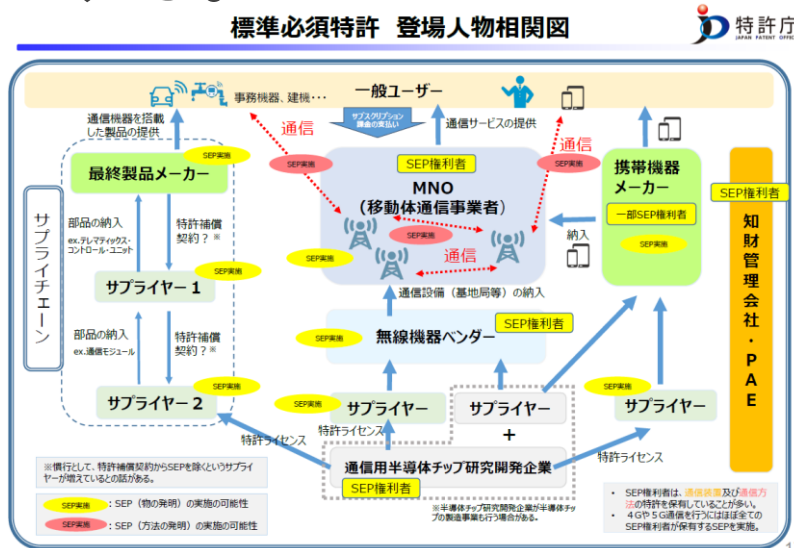 標準必須特許 登場人物相関図
特許庁
JAPAN PATENT OFFICE
一般ユーザー
事務機器、建機・・・
通信機器を搭載
した製品の提供
サブスクリプション
課金の支払い
通信サービスの提供
通信
通信
SEP実施
SEP実施
SEP実施
最終製品メーカー
SEP権利者
MNO
(移動体通信事業者)
SEP実施
SEP実施
通信
携帯機器
メーカー
一部SEP権利者
SEP実施
納入
SEP権利者
知財管理会社・PAE
サプライチェーン
部品の納入
ex.テレマティックス・
コントロール・ユニット
特許補償
契約？※
SEP実施
サプライヤー 1
通信設備(基地局等)の納入
部品の納入
ex.通信モジュール
特許補償
契約？※
SEP実施
無線機器ベンダー
SEP権利者
SEP実施
サプライヤー 2
SEP実施
サプライヤー
サプライヤー
+
SEP実施
サプライヤー
特許ライセンス
特許ライセンス
特許ライセンス
通信用半導体チップ研究開発企業
SEP権利者
※半導体チップ研究開発企業が半導体チッ
プの製造事業も行う場合がある。
※慣行として、特許補償契約からSEPを除くというサプライ
ヤーが増えているとの話がある。
SEP実施
：SEP（物の発明）の実施の可能性
SEP実施
：SEP（方法の発明）の実施の可能性
• SEP権利者は、通信装置及び通信方
法の特許を保有していることが多い。
• ４Gや５G通信を行うにはほぼ全ての
SEP権利者が保有するSEPを実施。
1